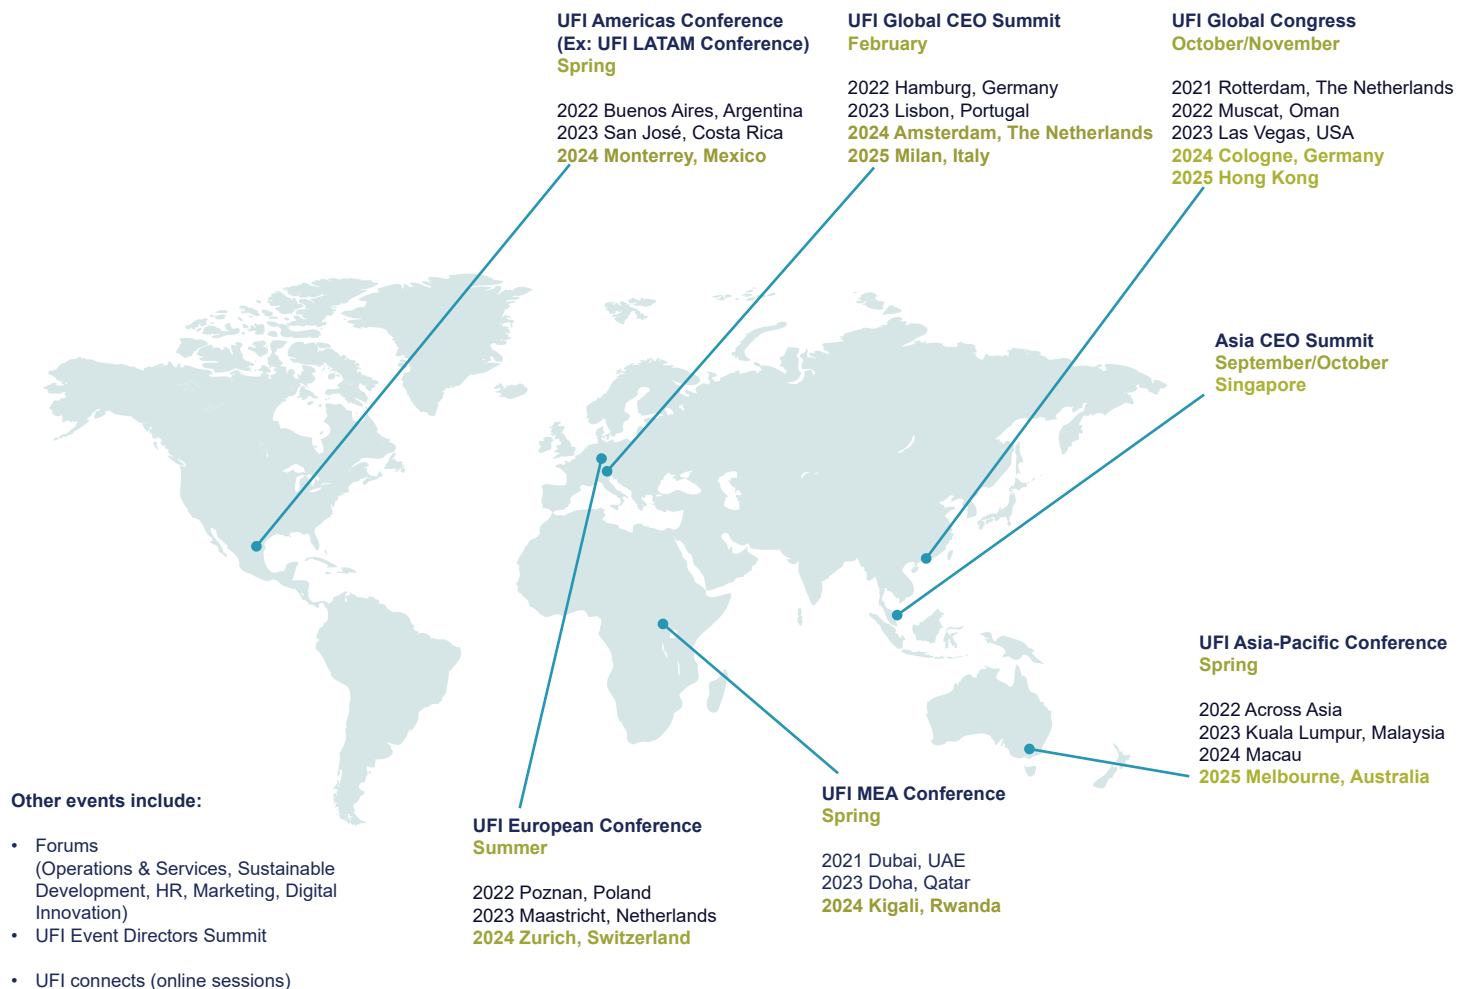 UFI Americas Conference
(Ex: UFI LATAM Conference)
Spring
2022 Buenos Aires, Argentina
2023 San José, Costa Rica
2024 Monterrey, Mexico
UFI Global CEO Summit
February
2022 Hamburg, Germany
2023 Lisbon, Portugal
2024 Amsterdam, The Netherlands
2025 Milan, Italy
UFI Global Congress
October/November
2021 Rotterdam, The Netherlands
2022 Muscat, Oman
2023 Las Vegas, USA
2024 Cologne, Germany
2025 Hong Kong
Asia CEO Summit
September/October
Singapore
UFI Asia-Pacific Conference
Spring
2022 Across Asia
2023 Kuala Lumpur, Malaysia
2024 Macau
2025 Melbourne, Australia
UFI MEA Conference
Spring
2021 Dubai, UAE
2023 Doha, Qatar
2024 Kigali, Rwanda
UFI European Conference
Summer
2022 Poznan, Poland
2023 Maastricht, Netherlands
2024 Zurich, Switzerland
Other events include:
• Forums
(Operations & Services, Sustainable
Development, HR, Marketing, Digital
Innovation)
• UFI Event Directors Summit
• UFI connects (online sessions)